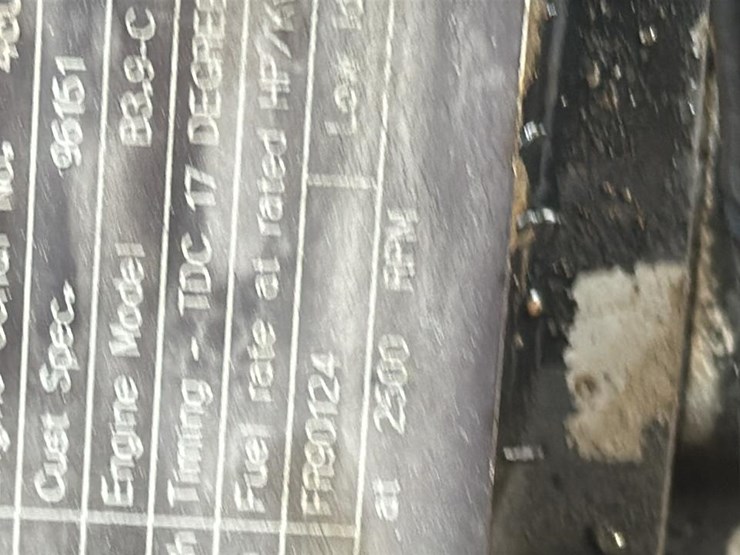 Cust Spec. 96151
Engine Model B3.9-C
Timing - TDC 17 DEGREE
Fuel rate at rated HP/K
FR90124 Low
at 2500 RPM